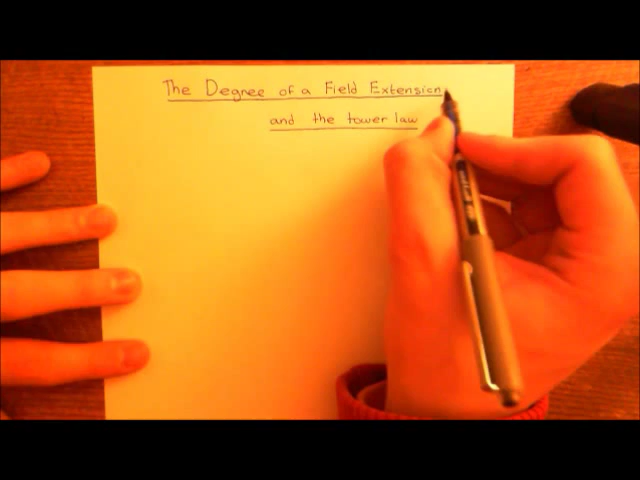 The Degree of a Field Extension
and the tower law